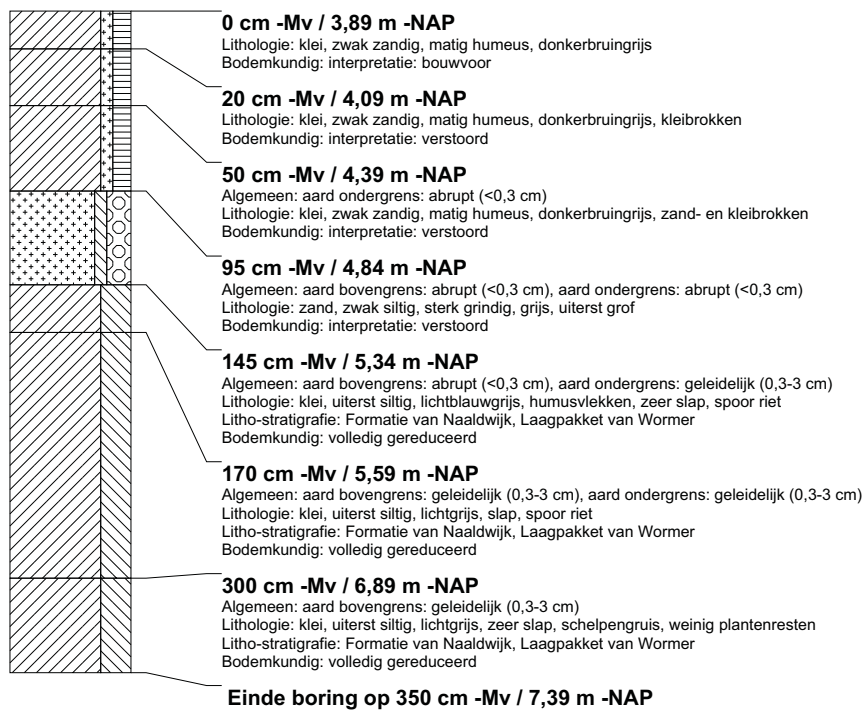 0 cm -Mv / 3,89 m -NAP
Lithologie: klei, zwak zandig, matig humeus, donkerbruingrijs
Bodemkundig: interpretatie: bouwvoor
20 cm -Mv / 4,09 m -NAP
Lithologie: klei, zwak zandig, matig humeus, donkerbruingrijs, kleibrokken
Bodemkundig: interpretatie: verstoord
50 cm -Mv / 4,39 m -NAP
Algemeen: aard ondergrens: abrupt (<0,3 cm)
Lithologie: klei, zwak zandig, matig humeus, donkerbruingrijs, zand- en kleibrokken
Bodemkundig: interpretatie: verstoord
95 cm -Mv / 4,84 m -NAP
Algemeen: aard bovengrens: abrupt (<0,3 cm), aard ondergrens: abrupt (<0,3 cm)
Lithologie: zand, zwak siltig, sterk grindig, grijs, uiterst grof
Bodemkundig: interpretatie: verstoord
145 cm -Mv / 5,34 m -NAP
Algemeen: aard bovengrens: abrupt (<0,3 cm), aard ondergrens: geleidelijk (0,3-3 cm)
Lithologie: klei, uiterst siltig, lichtblauwgrijs, humusvlekken, zeer slap, spoor riet
Litho-stratigrafie: Formatie van Naaldwijk, Laagpakket van Wormer
Bodemkundig: volledig gereduceerd
170 cm -Mv / 5,59 m -NAP
Algemeen: aard bovengrens: geleidelijk (0,3-3 cm), aard ondergrens: geleidelijk (0,3-3 cm)
Lithologie: klei, uiterst siltig, lichtgrijs, slap, spoor riet
Litho-stratigrafie: Formatie van Naaldwijk, Laagpakket van Wormer
Bodemkundig: volledig gereduceerd
300 cm -Mv / 6,89 m -NAP
Algemeen: aard bovengrens: geleidelijk (0,3-3 cm)
Lithologie: klei, uiterst siltig, lichtgrijs, zeer slap, schelpengruis, weinig plantenresten
Litho-stratigrafie: Formatie van Naaldwijk, Laagpakket van Wormer
Bodemkundig: volledig gereduceerd
Einde boring op 350 cm -Mv / 7,39 m -NAP